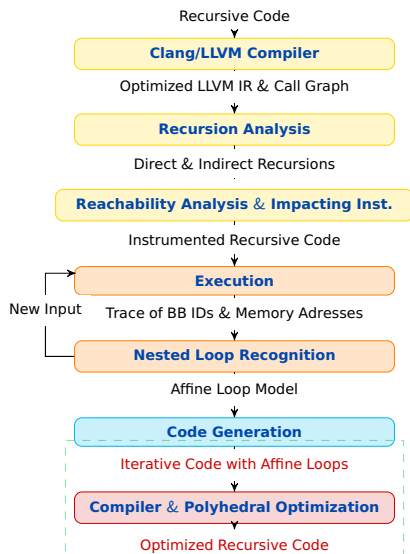 Recursive Code
Clang/LLVM Compiler
Optimized LLVM IR & Call Graph
Recursion Analysis
Direct & Indirect Recursions
Reachability Analysis & Impacting Inst.
Instrumented Recursive Code
Execution
New Input
Trace of BB IDs & Memory Adresses
Nested Loop Recognition
Affine Loop Model
Code Generation
Iterative Code with Affine Loops
Compiler & Polyhedral Optimization
Optimized Recursive Code